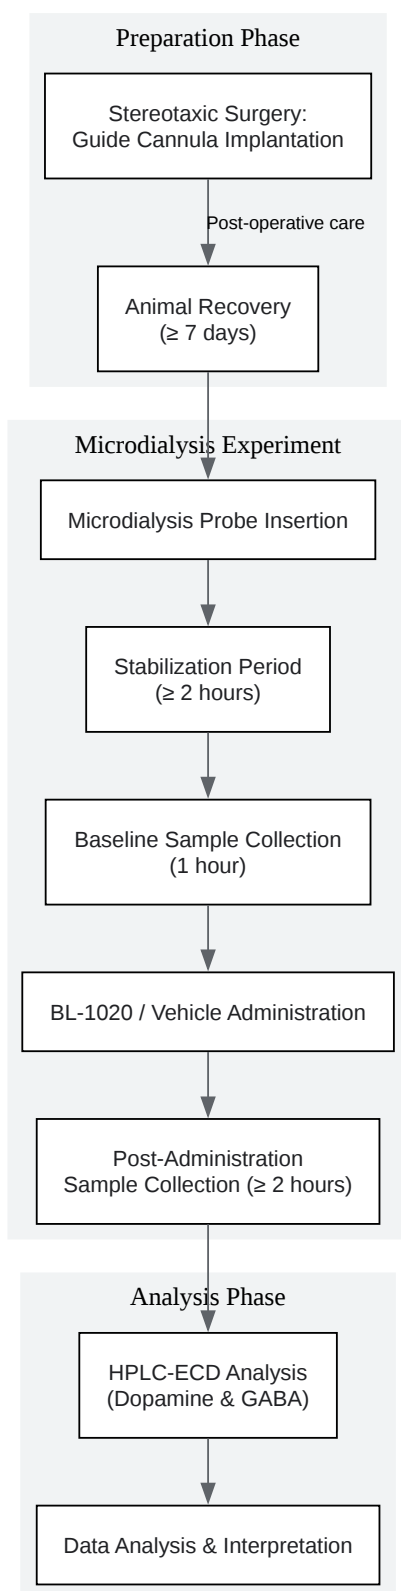 Preparation Phase
Stereotaxic Surgery:
Guide Cannula Implantation
Post-operative care
Animal Recovery
(≥ 7 days)
Microdialysis Experiment
Microdialysis Probe Insertion
Stabilization Period
(≥ 2 hours)
Baseline Sample Collection
(1 hour)
BL-1020 / Vehicle Administration
Post-Administration
Sample Collection (≥ 2 hours)
Analysis Phase
HPLC-ECD Analysis
(Dopamine & GABA)
Data Analysis & Interpretation